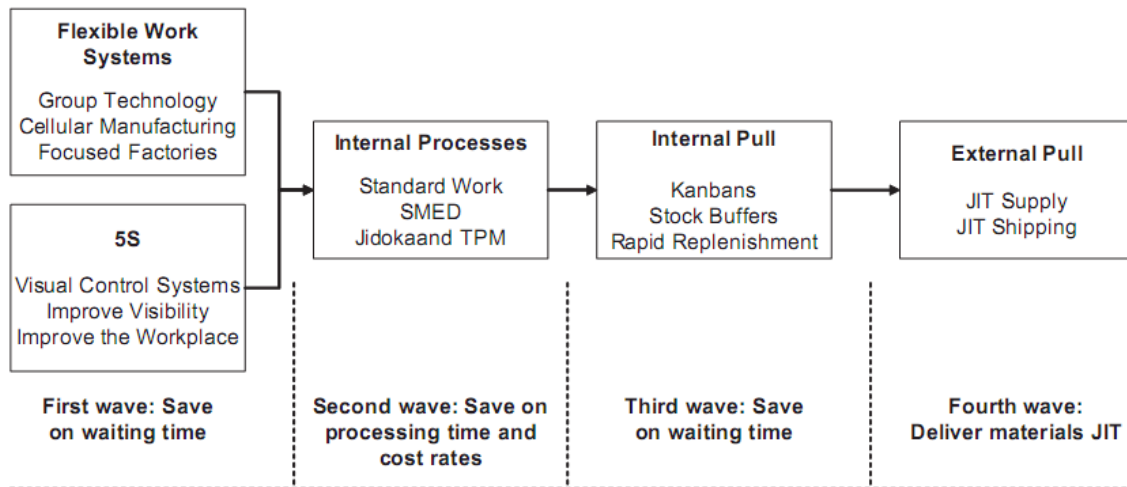 Flexible Work
Systems
Group Technology
Cellular Manufacturing
Focused Factories
5S
Visual Control Systems
Improve Visibility
Improve the Workplace
Internal Processes
Standard Work
SMED
Jidokaand TPM
Internal Pull
Kanbans
Stock Buffers
Rapid Replenishment
External Pull
JIT Supply
JIT Shipping
First wave: Save
on waiting time
Second wave: Save on
processing time and
cost rates
Third wave: Save
on waiting time
Fourth wave:
Deliver materials JIT